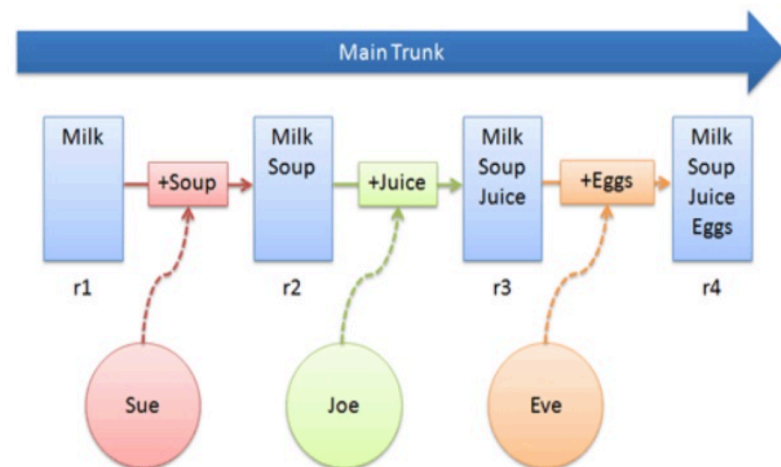 Main Trunk
Milk
+Soup
Milk
Soup
+Juice
Milk
Soup
Juice
+Eggs
Milk
Soup
Juice
Eggs
r1
r2
r3
r4
Sue
Joe
Eve